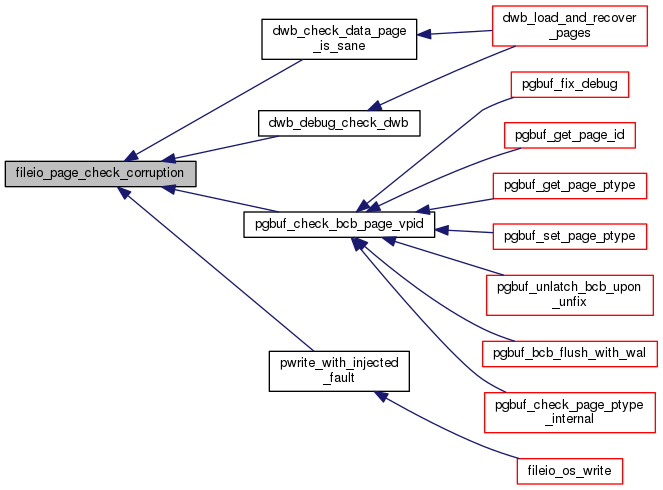 fileio_page_check_corruption
dwb_check_data_page
_is_sane
dwb_debug_check_dwb
pgbuf_check_bcb_page_vpid
pwrite_with_injected
_fault
dwb_load_and_recover
_pages
pgbuf_fix_debug
pgbuf_get_page_id
pgbuf_get_page_ptype
pgbuf_set_page_ptype
pgbuf_unlatch_bcb_upon
_unfix
pgbuf_bcb_flush_with_wal
pgbuf_check_page_ptype
_internal
fileio_os_write